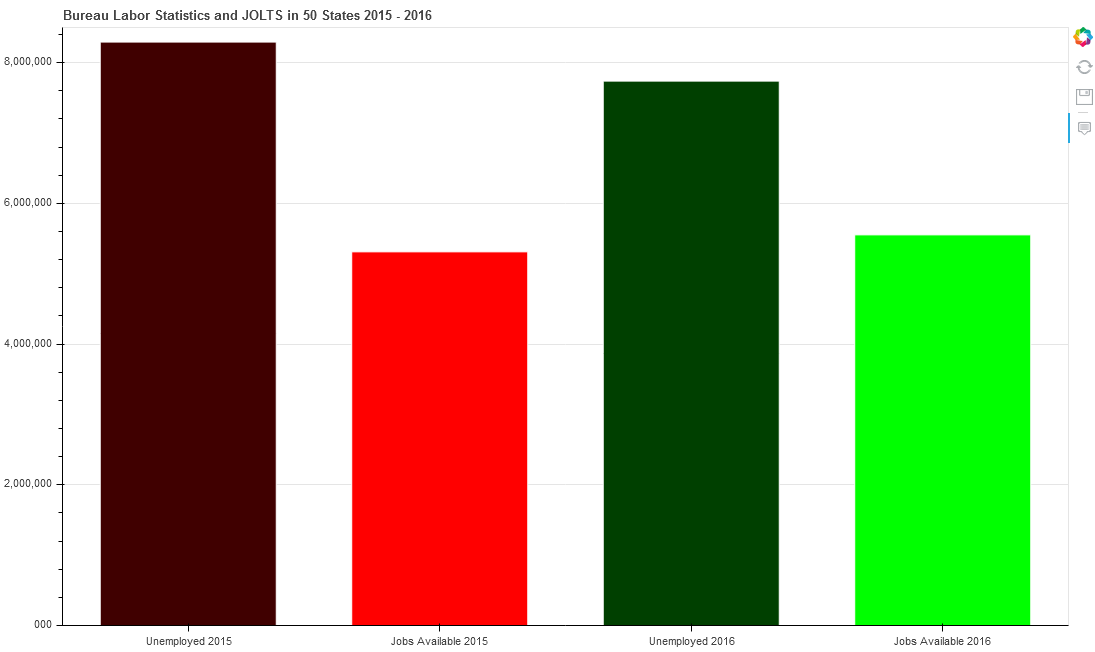 Bureau Labor Statistics and JOLTS in 50 States 2015 - 2016
8,000,000
6,000,000
4,000,000
2,000,000
000
Unemployed 2015
Jobs Available 2015
Unemployed 2016
Jobs Available 2016